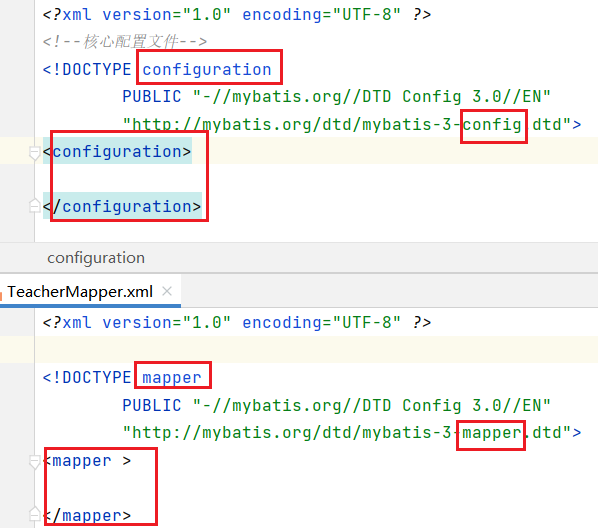 <?xml version="1.0" encoding="UTF-8" ?>
<!--核心配置文件-->
<!DOCTYPE configuration
PUBLIC "-//mybatis.org//DTD Config 3.0//EN"
"http://mybatis.org/dtd/mybatis-3-config.dtd">
<configuration>
</configuration>
configuration
TeacherMapper.xml
<?xml version="1.0" encoding="UTF-8" ?>
<!DOCTYPE mapper
PUBLIC "-//mybatis.org//DTD Config 3.0//EN"
"http://mybatis.org/dtd/mybatis-3-mapper.dtd">
<mapper >
</mapper>